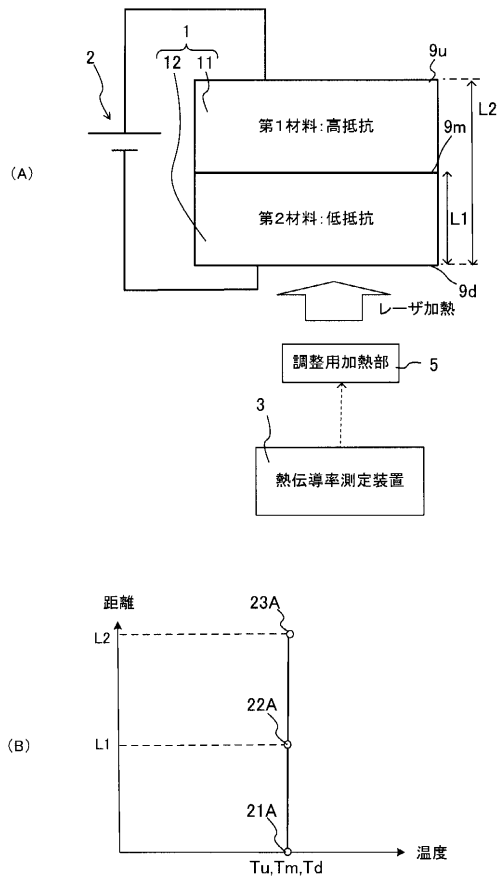 1
2
12 11
9u
第1材料:高抵抗
L2
9m
(A)
第2材料:低抵抗
L1
9d
レーザ加熱
調整用加熱部
5
3
熱伝導率測定装置
距離
23A
L2
22A
(B)
L1
21A
温度
Tu,Tm,Td